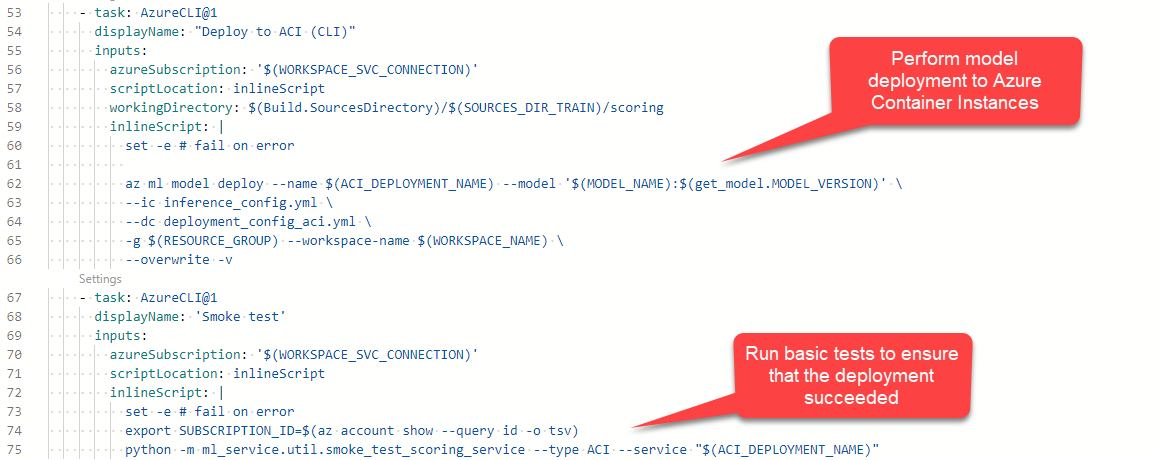 53 - task: AzureCLI@1
54 displayName: "Deploy to ACI (CLI)"
55 inputs:
56 azureSubscription: '$(WORKSPACE_SVC_CONNECTION)'
57 scriptLocation: inlineScript
58 workingDirectory: $(Build.SourcesDirectory)/$(SOURCES_DIR_TRAIN)/scoring
59 inlineScript: |
60 set -e # fail on error
61
62 az ml model deploy --name $(ACI_DEPLOYMENT_NAME) --model '$(MODEL_NAME):$(get_model.MODEL_VERSION)' \
63 --ic inference_config.yml \
64 --dc deployment_config_aci.yml \
65 -g $(RESOURCE_GROUP) --workspace-name $(WORKSPACE_NAME) \
66 --overwrite -v
Perform model
deployment to Azure
Container Instances
Settings
67 - task: AzureCLI@1
68 displayName: 'Smoke test'
69 inputs:
70 azureSubscription: '$(WORKSPACE_SVC_CONNECTION)'
71 scriptLocation: inlineScript
72 inlineScript: |
73 set -e # fail on error
74 export SUBSCRIPTION_ID=$(az account show --query id -o tsv)
75 python -m ml_service.util.smoke_test_scoring_service --type ACI --service "$(ACI_DEPLOYMENT_NAME)"
Run basic tests to ensure
that the deployment
succeeded